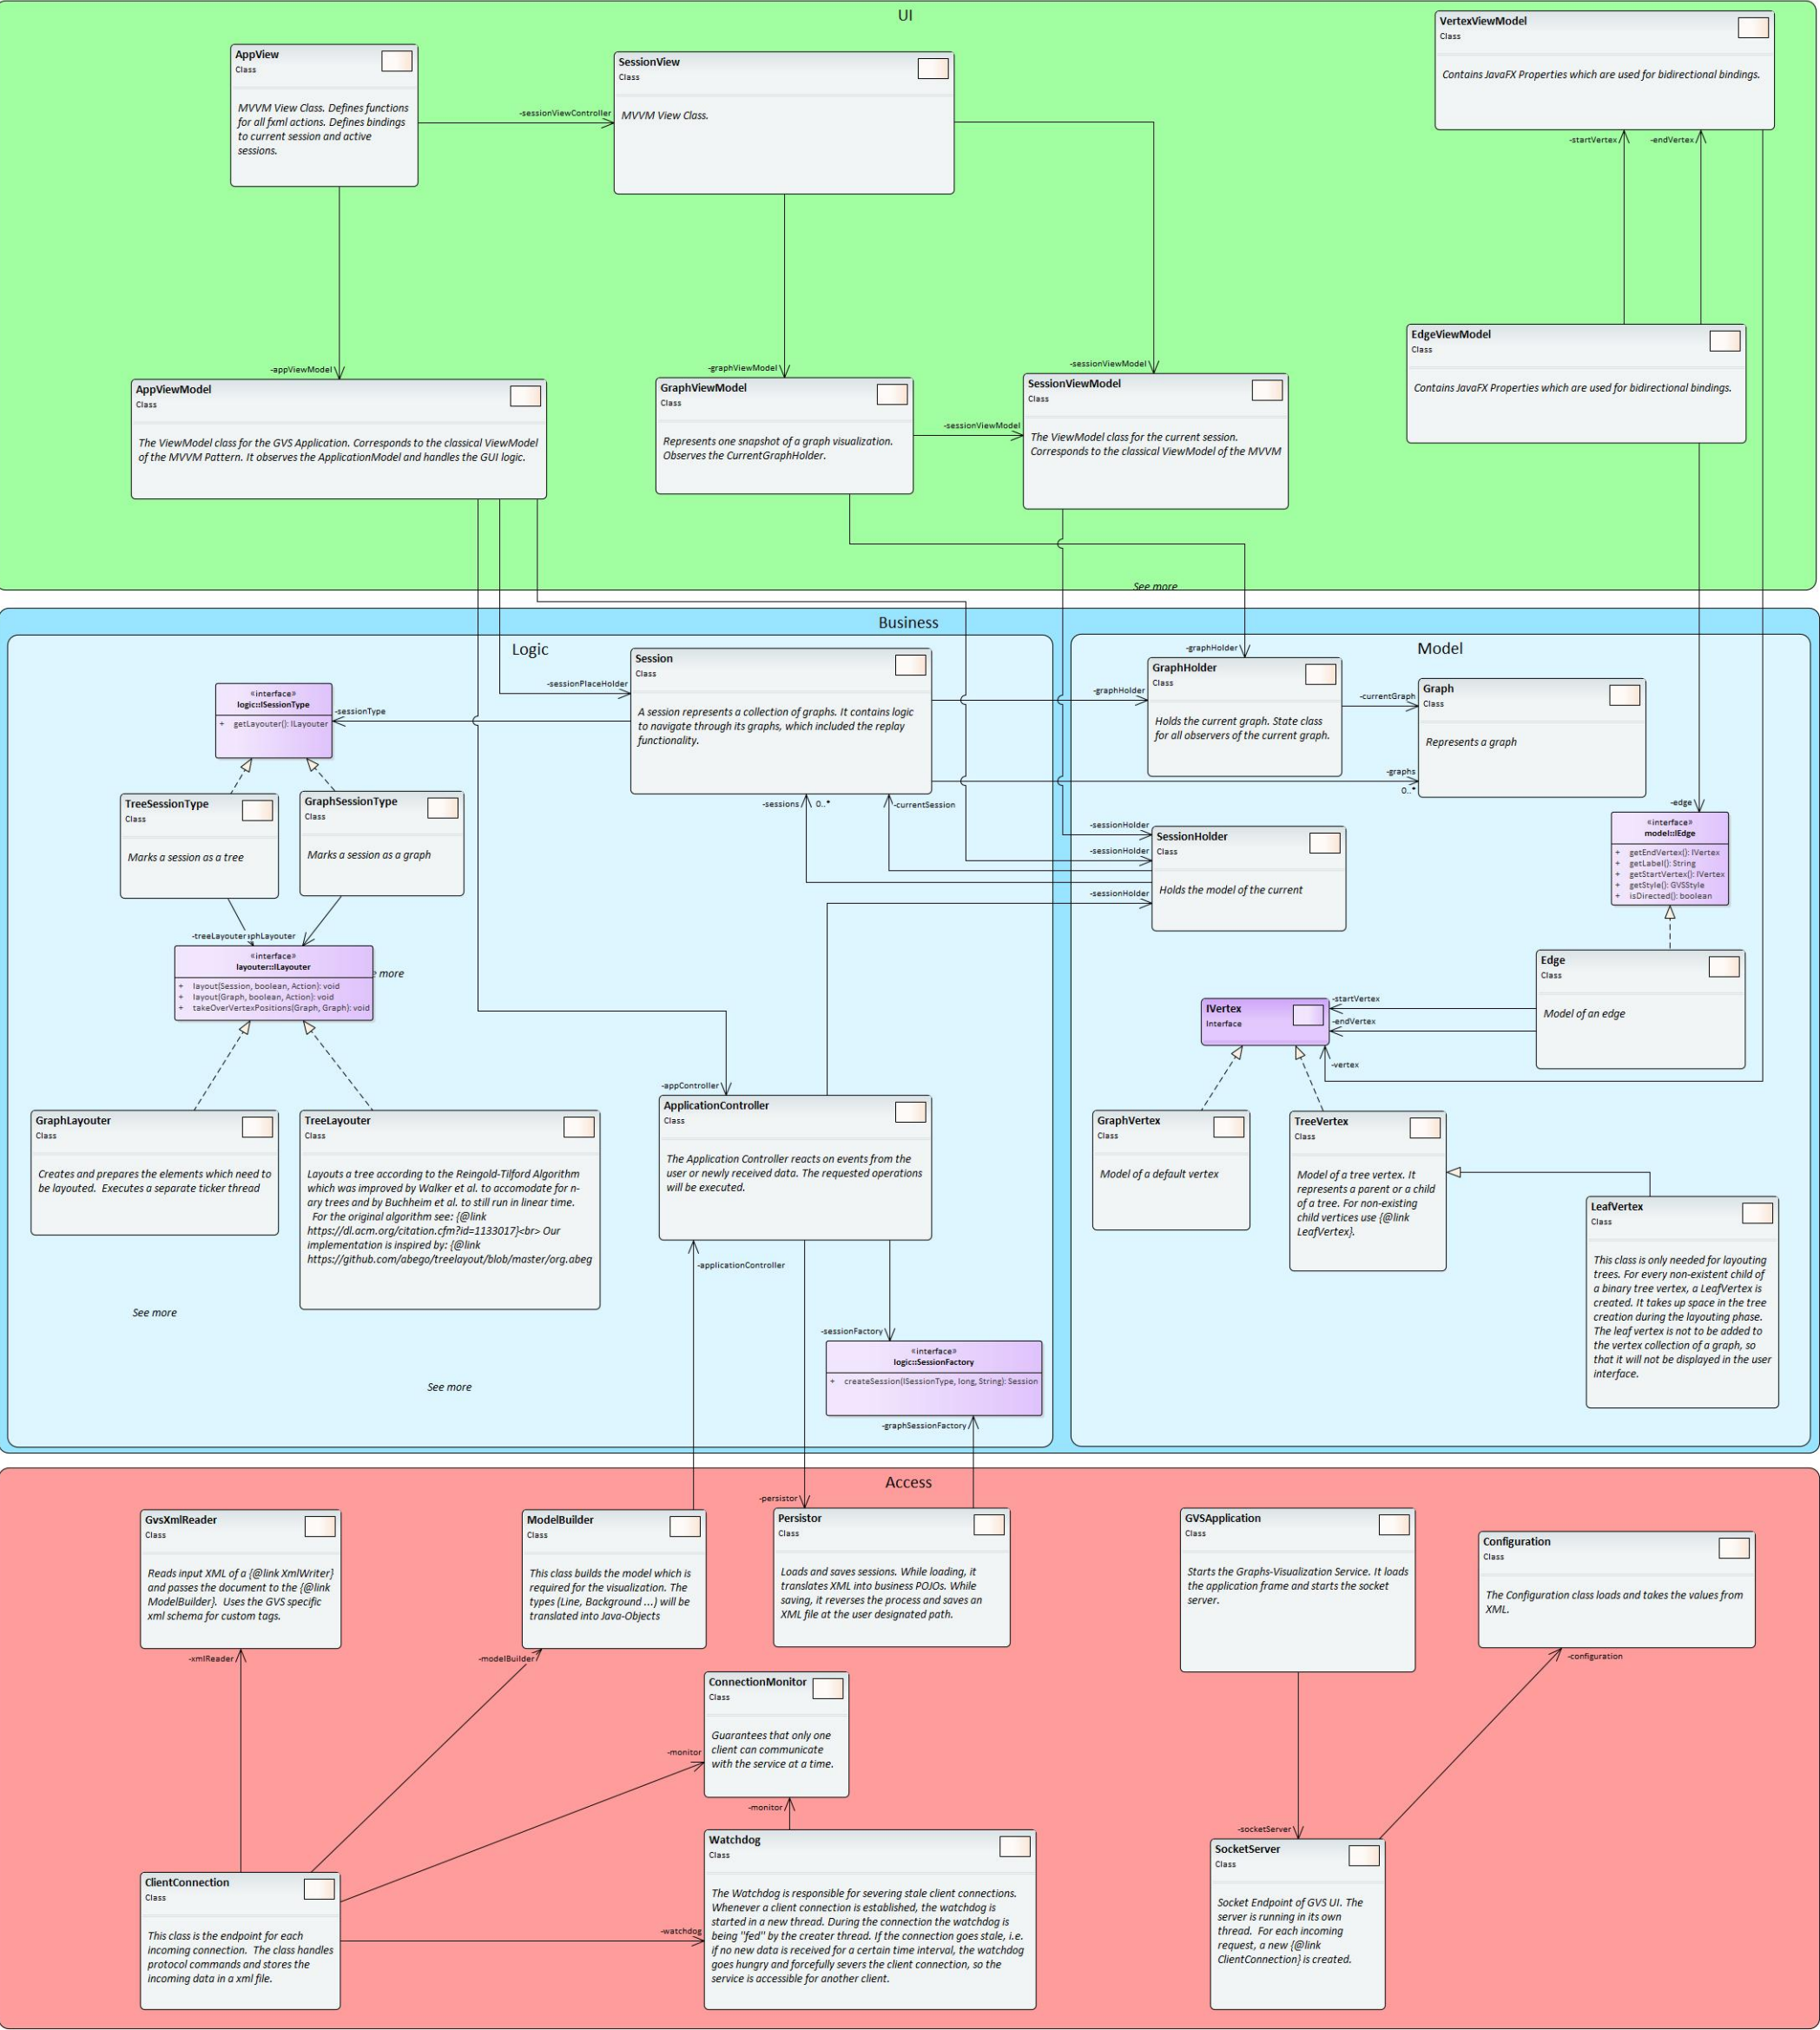 UI
AppView
Class
MVVM View Class. Defines functions
for all fxml actions. Defines bindings
to current session and active
sessions.
-sessionViewController
SessionView
Class
MVVM View Class.
VertexViewModel
Class
Contains JavaFX Properties which are used for bidirectional bindings.
-startVertex
-endVertex
-appViewModel
-graphViewModel
-sessionViewModel
AppViewModel
Class
The ViewModel class for the GVS Application. Corresponds to the classical ViewModel
of the MVVM Pattern. It observes the ApplicationModel and handles the GUI logic.
GraphViewModel
Class
Represents one snapshot of a graph visualization.
Observes the CurrentGraphHolder.
-sessionViewModel
SessionViewModel
Class
The ViewModel class for the current session.
Corresponds to the classical ViewModel of the MVVM
EdgeViewModel
Class
Contains JavaFX Properties which are used for bidirectional bindings.
See more
Business
Logic
-sessionPlaceHolder
Session
Class
A session represents a collection of graphs. It contains logic
to navigate through its graphs, which included the replay
functionality.
«interface»
logic::ISessionType
+ getLayouter(): ILayouter
-sessionType
-sessions
0..*
-currentSession
TreeSessionType
Class
Marks a session as a tree
GraphSessionType
Class
Marks a session as a graph
-treeLayouter
phLayouter
«interface»
layouter::ILayouter
+ layout(Session, boolean, Action): void
+ layout(Graph, boolean, Action): void
+ takeOverVertexPositions(Graph, Graph): void
e more
GraphLayouter
Class
Creates and prepares the elements which need to
be layouted. Executes a separate ticker thread
TreeLayouter
Class
Layouts a tree according to the Reingold-Tilford Algorithm
which was improved by Walker et al. to accomodate for n-
ary trees and by Buchheim et al. to still run in linear time.
For the original algorithm see: {@link
https://dl.acm.org/citation.cfm?id=1133017}<br> Our
implementation is inspired by: {@link
https://github.com/abego/treelayout/blob/master/org.abeg
-appController
ApplicationController
Class
The Application Controller reacts on events from the
user or newly received data. The requested operations
will be executed.
-applicationController
See more
See more
-sessionFactory
«interface»
logic::SessionFactory
+ createSession(ISessionType, long, String): Session
-graphSessionFactory
Model
-graphHolder
-graphHolder
GraphHolder
Class
Holds the current graph. State class
for all observers of the current graph.
-currentGraph
Graph
Class
Represents a graph
-graphs
0..*
-sessionHolder
-sessionHolder
-sessionHolder
SessionHolder
Class
Holds the model of the current
-edge
«interface»
model::IEdge
+ getEndVertex(): IVertex
+ getLabel(): String
+ getStartVertex(): IVertex
+ getStyle(): GVSStyle
+ isDirected(): boolean
Edge
Class
Model of an edge
-startVertex
-endVertex
-vertex
IVertex
Interface
GraphVertex
Class
Model of a default vertex
TreeVertex
Class
Model of a tree vertex. It
represents a parent or a child
of a tree. For non-existing
child vertices use {@link
LeafVertex}.
LeafVertex
Class
This class is only needed for layouting
trees. For every non-existent child of
a binary tree vertex, a LeafVertex is
created. It takes up space in the tree
creation during the layouting phase.
The leaf vertex is not to be added to
the vertex collection of a graph, so
that it will not be displayed in the user
interface.
Access
GvsXmlReader
Class
Reads input XML of a {@link XmlWriter}
and passes the document to the {@link
ModelBuilder}. Uses the GVS specific
xml schema for custom tags.
-xmlReader
ModelBuilder
Class
This class builds the model which is
required for the visualization. The
types (Line, Background ...) will be
translated into Java-Objects
-modelBuilder
-persistor
Persistor
Class
Loads and saves sessions. While loading, it
translates XML into business POJOs. While
saving, it reverses the process and saves an
XML file at the user designated path.
GVSApplication
Class
Starts the Graphs-Visualization Service. It loads
the application frame and starts the socket
server.
Configuration
Class
The Configuration class loads and takes the values from
XML.
-configuration
ConnectionMonitor
Class
Guarantees that only one
client can communicate
with the service at a time.
-monitor
-monitor
Watchdog
Class
The Watchdog is responsible for severing stale client connections.
Whenever a client connection is established, the watchdog is
started in a new thread. During the connection the watchdog is
being "fed" by the creater thread. If the connection goes stale, i.e.
if no new data is received for a certain time interval, the watchdog
goes hungry and forcefully severs the client connection, so the
service is accessible for another client.
-watchdog
ClientConnection
Class
This class is the endpoint for each
incoming connection. The class handles
protocol commands and stores the
incoming data in a xml file.
-socketServer
SocketServer
Class
Socket Endpoint of GVS UI. The
server is running in its own
thread. For each incoming
request, a new {@link
ClientConnection} is created.